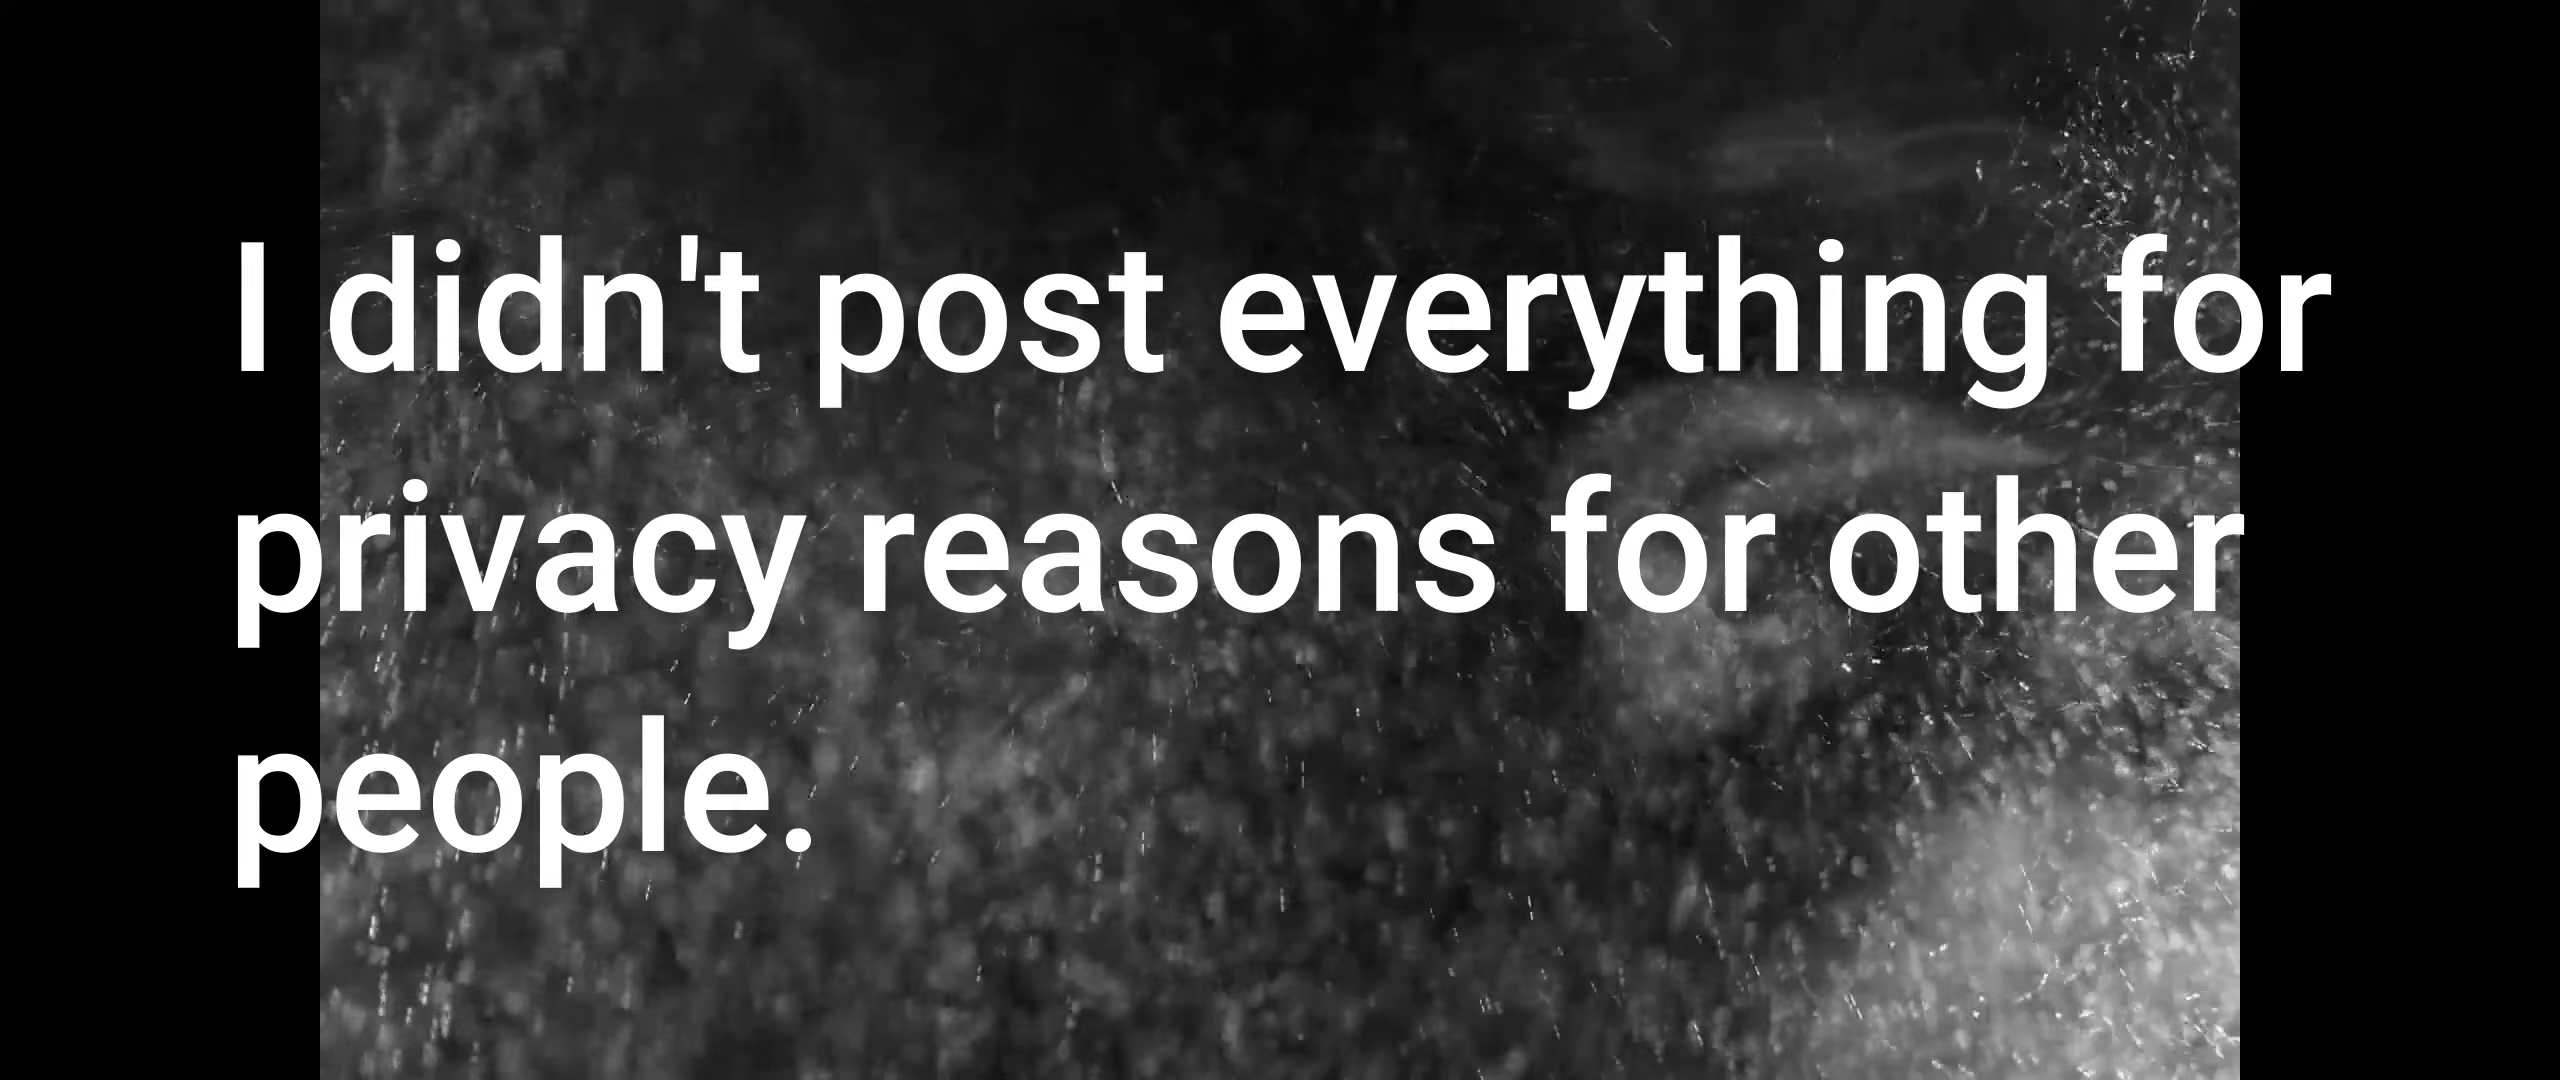 I didn't post everything for
privacy reasons for other
people.